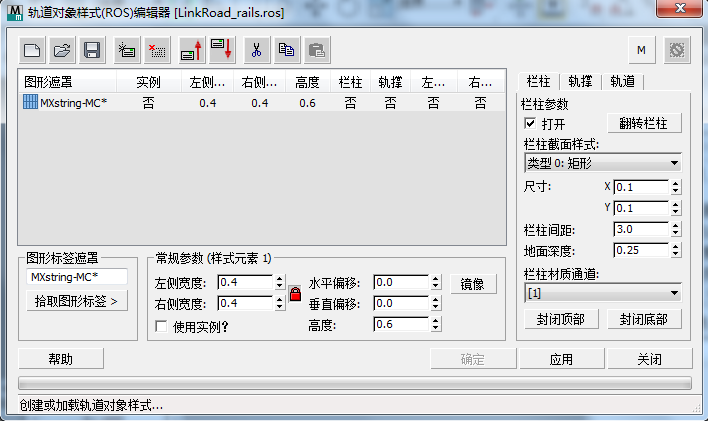 轨道对象样式(ROS)编辑器 [LinkRoad_rails.ros]
M
图形遮罩 实例 左侧... 右侧... 高度 栏柱 轨撑 左... 右...
MXstring-MC* 否 0.4 0.4 0.6 否 否 否 否
栏柱 轨撑 轨道
栏柱参数
打开 翻转栏柱
栏柱截面样式:
类型 0: 矩形
尺寸: X 0.1
Y 0.1
栏柱间距: 3.0
地面深度: 0.25
栏柱材质通道:
[1]
封闭顶部 封闭底部
图形标签遮罩
MXstring-MC*
拾取图形标签 >
常规参数 (样式元素 1)
左侧宽度: 0.4 水平偏移: 0.0 镜像
右侧宽度: 0.4 垂直偏移: 0.0
使用实例? 高度: 0.6
帮助 确定 应用 关闭
创建或加载轨道对象样式...